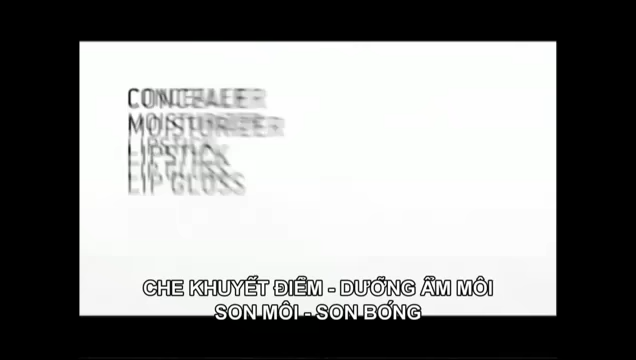 CONCEALER
MOISTURIZER
LIPSTICK
LIP GLOSS
CHE KHUYẾT ĐIỂM - DƯỠNG ẨM MÔI
SON MÔI - SON BÓNG